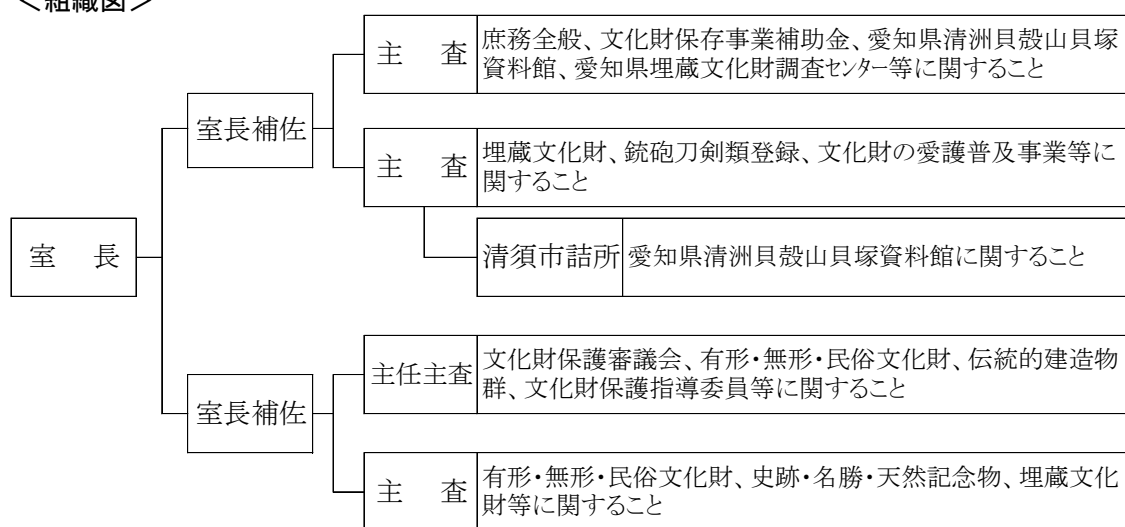 ＜組織図＞
室　長
室長補佐
主　査
庶務全般、文化財保存事業補助金、愛知県清洲貝殻山貝塚
資料館、愛知県埋蔵文化財調査センター等に関すること
主　査
埋蔵文化財、銃砲刀剣類登録、文化財の愛護普及事業等に
関すること
清須市詰所
愛知県清洲貝殻山貝塚資料館に関すること
室長補佐
主任主査
文化財保護審議会、有形・無形・民俗文化財、伝統的建造物
群、文化財保護指導委員等に関すること
主　査
有形・無形・民俗文化財、史跡・名勝・天然記念物、埋蔵文化
財等に関すること